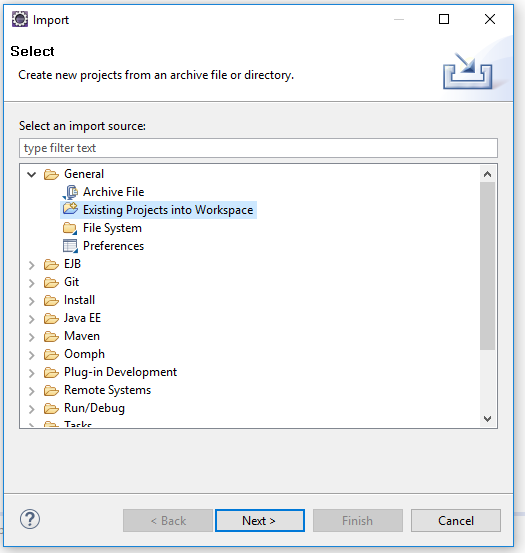 Import
Select
Create new projects from an archive file or directory.
Select an import source:
type filter text
General
Archive File
Existing Projects into Workspace
File System
Preferences
EJB
Git
Install
Java EE
Maven
Oomph
Plug-in Development
Remote Systems
Run/Debug
Tasks
?
< Back
Next >
Finish
Cancel